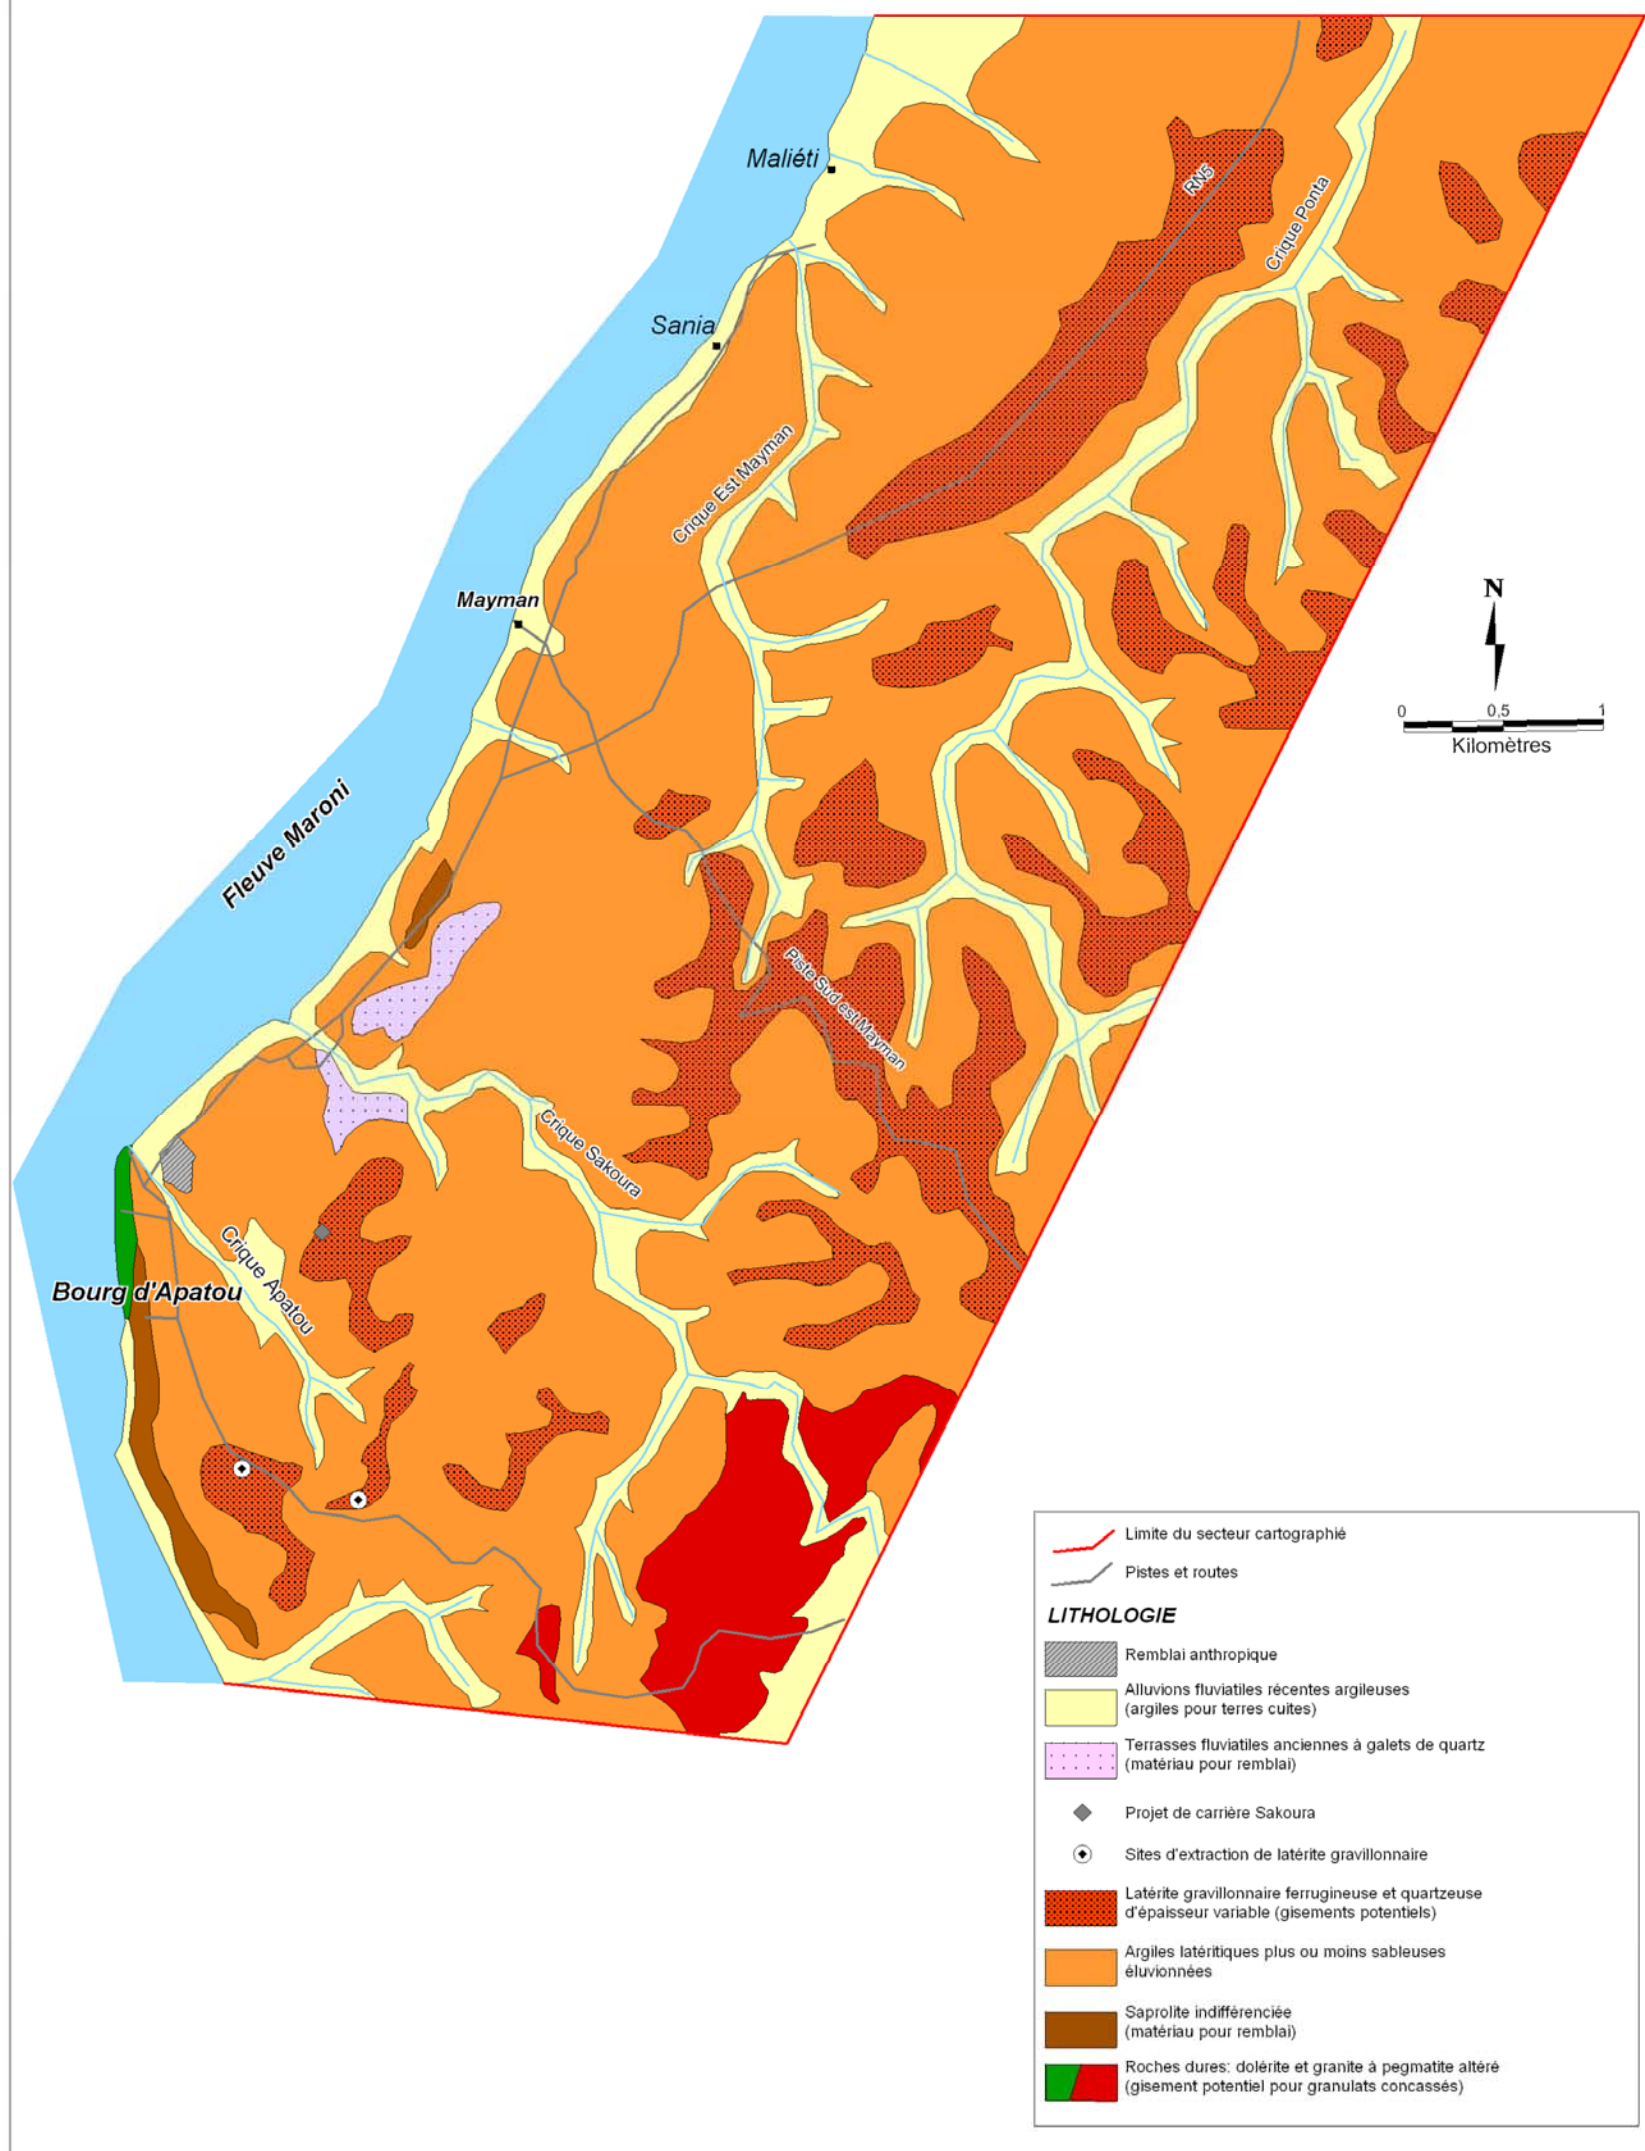 Maliéti
RN5
Crique Ponta
Sania
Crique Est Mayman
Mayman
N
0 0,5 1
Kilomètres
Fleuve Maroni
Piste Sud est Mayman
Crique Sakoura
Crique Apatou
Bourg d'Apatou
Limite du secteur cartographié
Pistes et routes
LITHOLOGIE
Remblai anthropique
Alluvions fluviatiles récentes argileuses
(argiles pour terres cuites)
Terrasses fluviatiles anciennes à galets de quartz
(matériau pour remblai)
Projet de carrière Sakoura
Sites d'extraction de latérite gravillonnaire
Latérite gravillonnaire ferrugineuse et quartzeuse
d'épaisseur variable (gisements potentiels)
Argiles latéritiques plus ou moins sableuses
éluvionnées
Saprolite indifférenciée
(matériau pour remblai)
Roches dures: dolérite et granite à pegmatite altéré
(gisement potentiel pour granulats concassés)